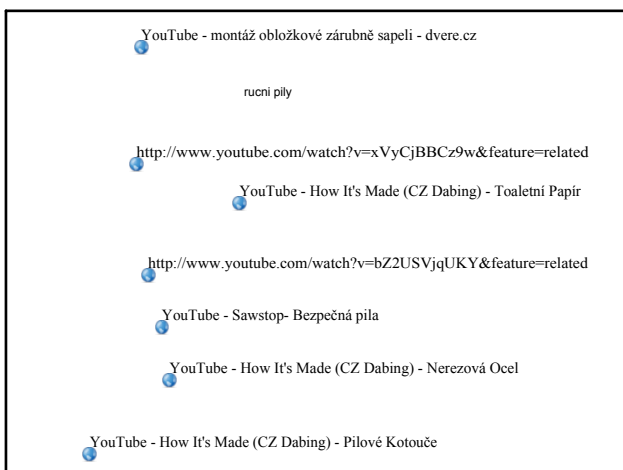 YouTube - montáž obložkové zárubně sapeli - dvere.cz
rucni pily
http://www.youtube.com/watch?v=xVyCjBBCz9w&feature=related
YouTube - How It's Made (CZ Dabing) - Toaletní Papír
http://www.youtube.com/watch?v=bZ2USVjqUKY&feature=related
YouTube - Sawstop- Bezpečná pila
YouTube - How It's Made (CZ Dabing) - Nerezová Ocel
YouTube - How It's Made (CZ Dabing) - Pilové Kotouče